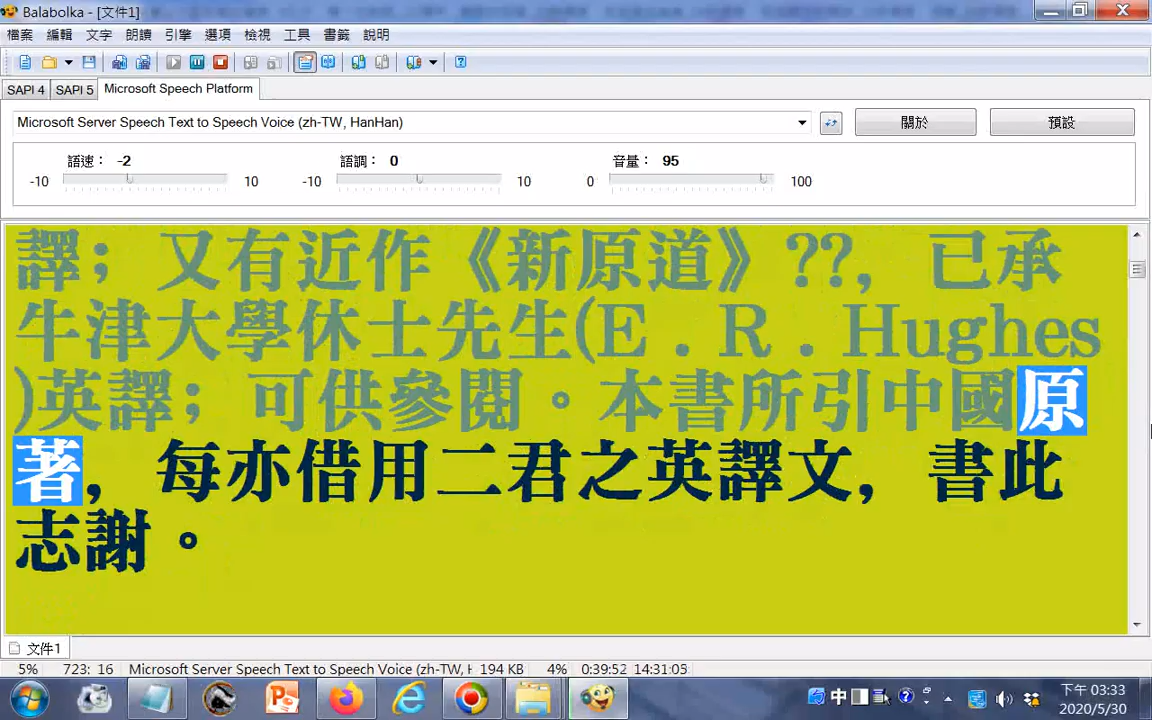 Balabolka - [文件1]
檔案 編輯 文字 朗讀 引擎 選項 檢視 工具 書籤 說明
SAPI 4 SAPI 5 Microsoft Speech Platform
Microsoft Server Speech Text to Speech Voice (zh-TW, HanHan) 關於 預設
語速： -2 語調： 0 音量： 95
-10 10 -10 10 0 100
譯；又有近作《新原道》??，已承
牛津大學休士先生(E . R . Hughes
)英譯；可供參閱。本書所引中國原
著，每亦借用二君之英譯文，書此
志謝。
文件1
5% 723: 16 Microsoft Server Speech Text to Speech Voice (zh-TW, H 194 KB 4% 0:39:52 14:31:05
中 下午 03:33
2020/5/30